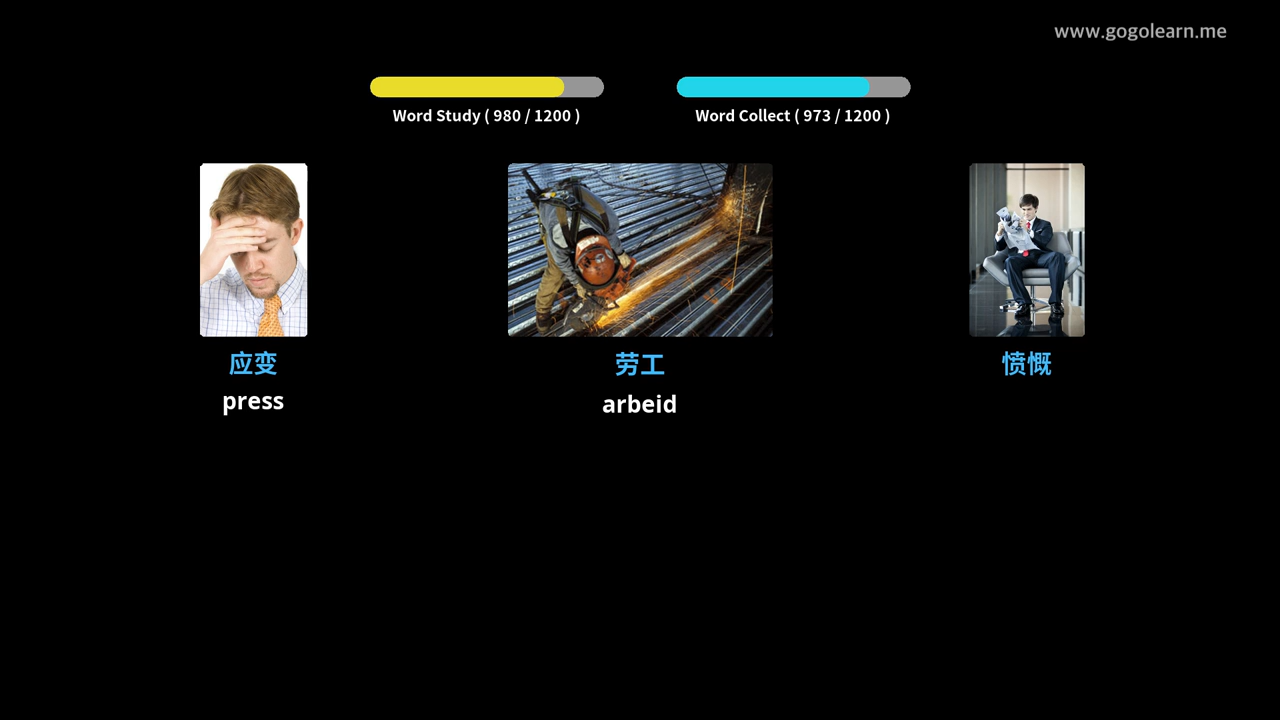 www.gogolearn.me
Word Study ( 980 / 1200 )
Word Collect ( 973 / 1200 )
应变
劳工
愤慨
press
arbeid